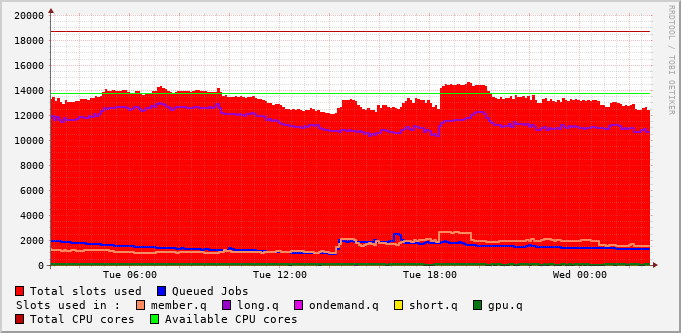 20000
18000
16000
14000
12000
10000
8000
6000
4000
2000
0
Tue 06:00 Tue 12:00 Tue 18:00 Wed 00:00
RRDTOOL / TOBI OETIKER
Total slots used Queued Jobs
Slots used in : member.q long.q ondemand.q short.q gpu.q
Total CPU cores Available CPU cores